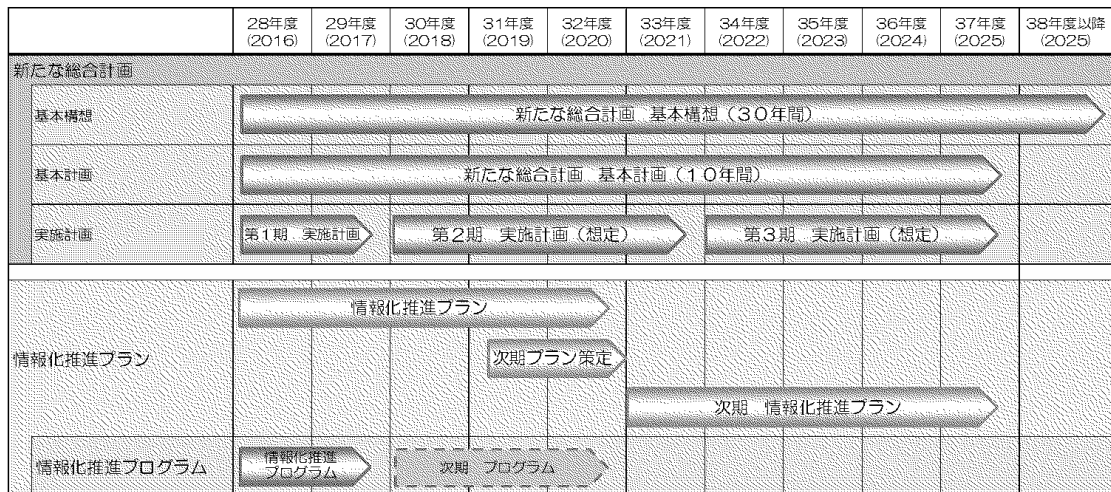 28年度 29年度 30年度 31年度 32年度 33年度 34年度 35年度 36年度 37年度 38年度以降
(2016) (2017) (2018) (2019) (2020) (2021) (2022) (2023) (2024) (2025) (2025)
新たな総合計画
基本構想 新たな総合計画 基本構想(30年間)
基本計画 新たな総合計画 基本計画(10年間)
実施計画 第1期 実施計画 第2期 実施計画(想定) 第3期 実施計画(想定)
情報化推進プラン
情報化推進プラン 次期プラン策定
次期 情報化推進プラン
情報化推進プログラム 情報化推進 次期 プログラム
プログラム